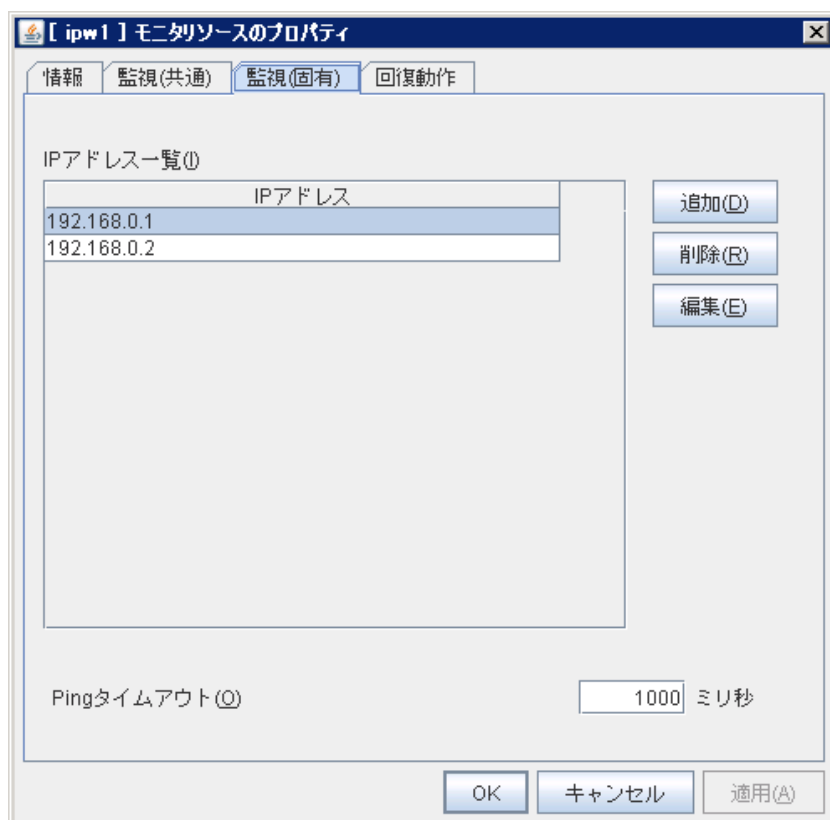 [ ipw1 ] モニタリソースのプロパティ
情報 監視(共通) 監視(固有) 回復動作
IPアドレス一覧(I)
IPアドレス
192.168.0.1
192.168.0.2
追加(D)
削除(R)
編集(E)
Pingタイムアウト(O) 1000 ミリ秒
OK キャンセル 適用(A)